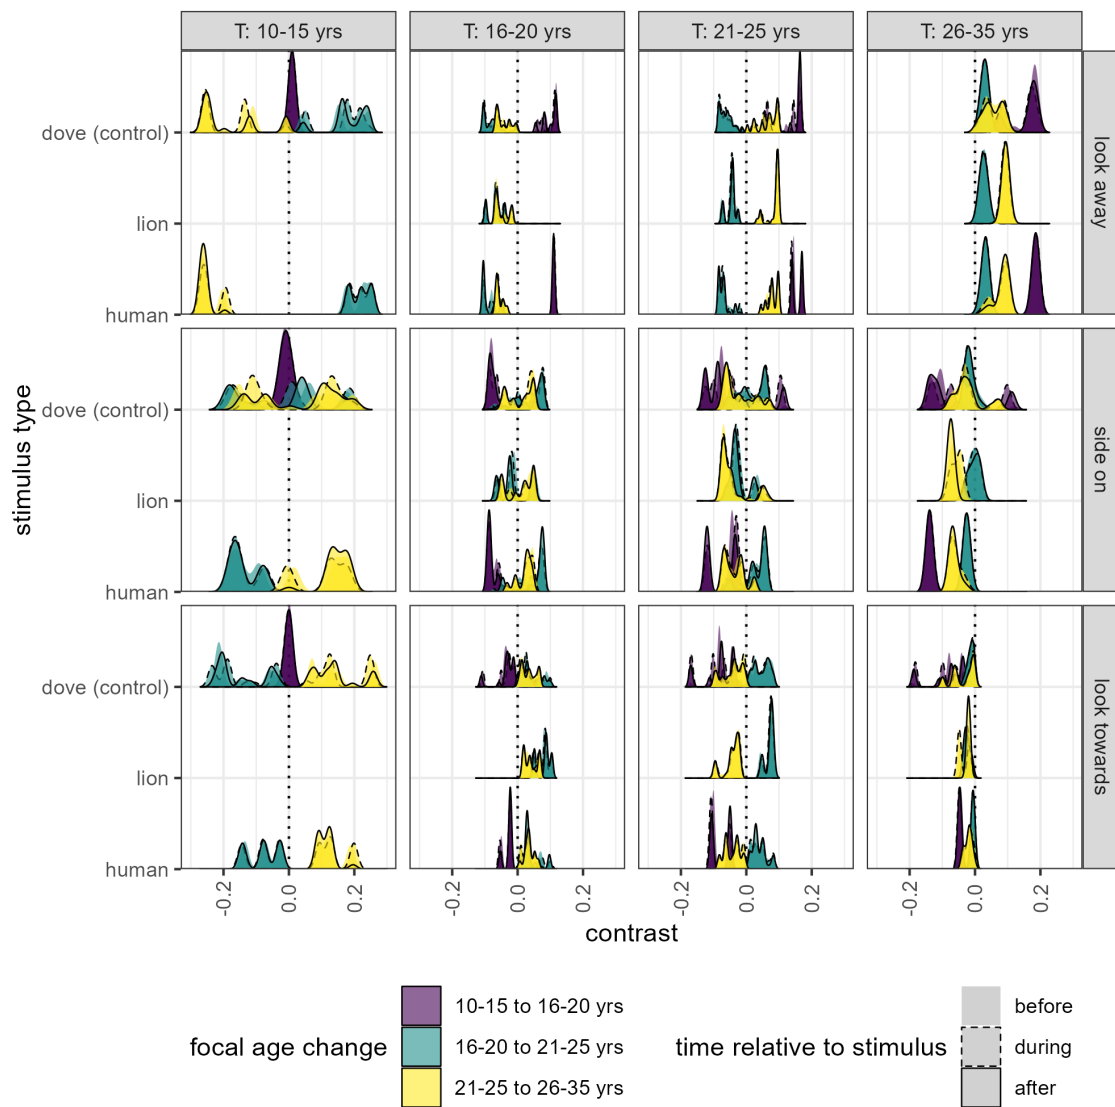 T: 10-15 yrs T: 16-20 yrs T: 21-25 yrs T: 26-35 yrs
dove (control)
lion
human
look away
dove (control)
lion
human
side on
dove (control)
lion
human
look towards
stimulus type
-0.2 0.0 0.2 -0.2 0.0 0.2 -0.2 0.0 0.2 -0.2 0.0 0.2
contrast
focal age change
10-15 to 16-20 yrs
16-20 to 21-25 yrs
21-25 to 26-35 yrs
time relative to stimulus
before
during
after